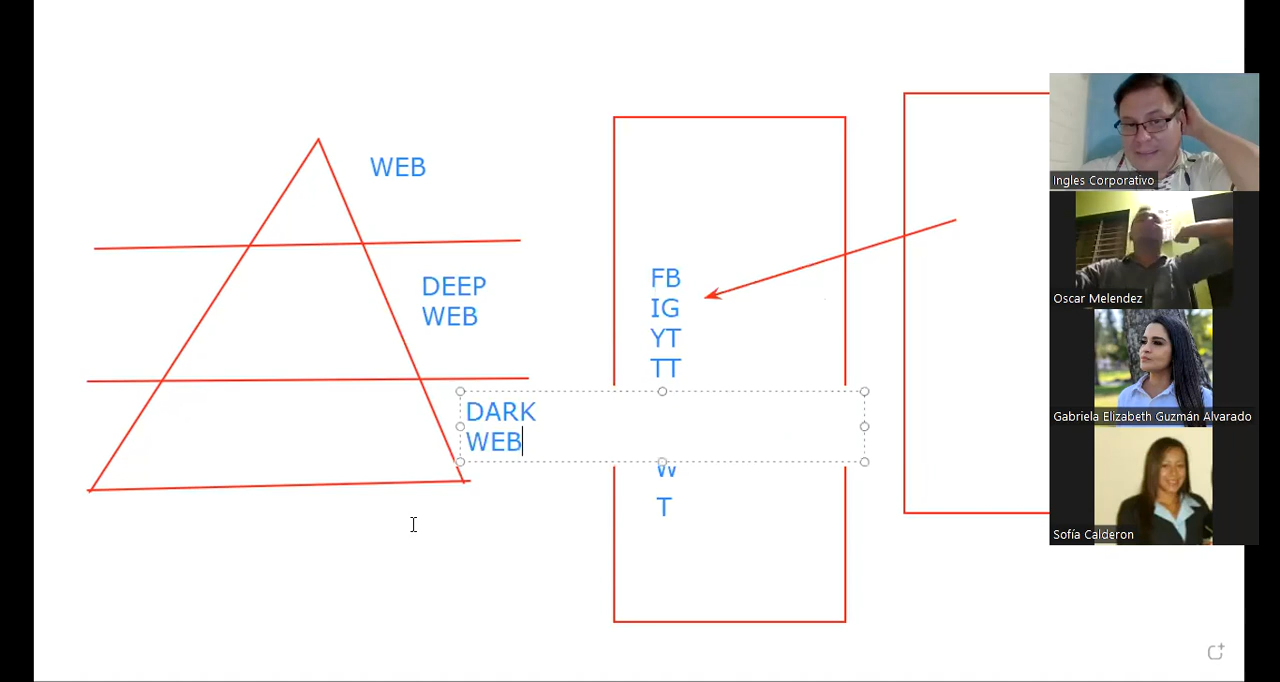 WEB
DEEP
WEB
FB
IG
YT
TT
DARK
WEB
W
T
Ingles Corporativo
Oscar Melendez
Gabriela Elizabeth Guzmán Alvarado
Sofía Calderon